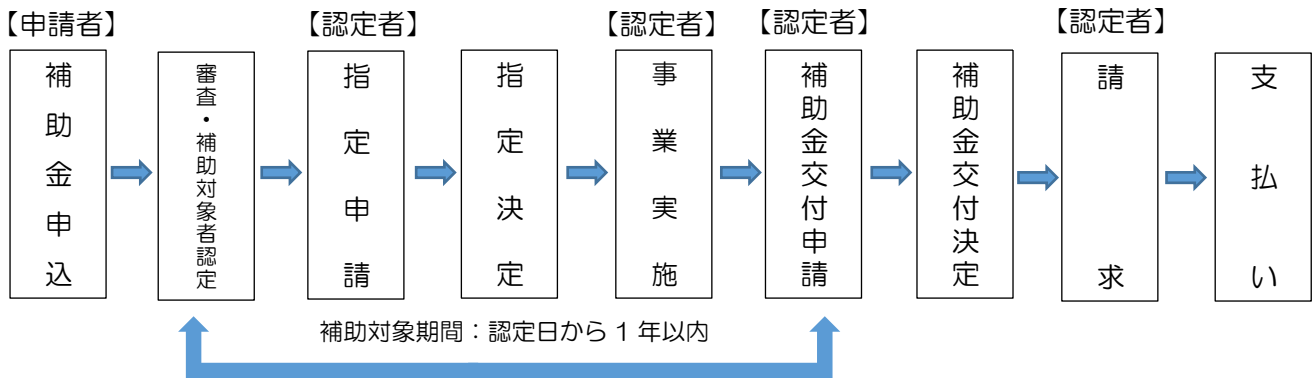 【申請者】
【認定者】
【認定者】
【認定者】
【認定者】
補助金申込
審査・補助対象者認定
指定申請
指定決定
事業実施
補助金交付申請
補助金交付決定
請求
支払い
補助対象期間：認定日から 1 年以内